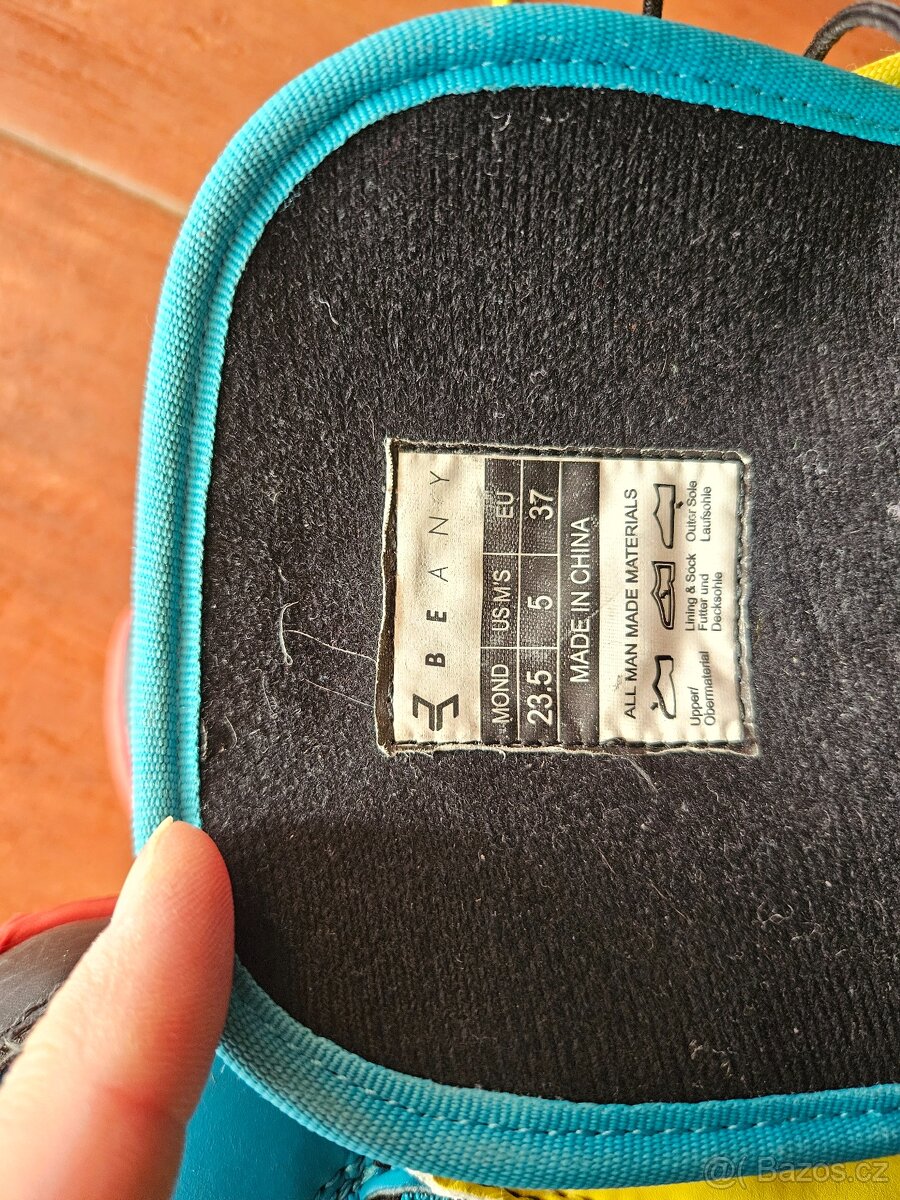 BEANY
MOND US M'S EU
23.5 5 37
MADE IN CHINA
ALL MAN MADE MATERIALS
Upper/
Obermaterial
Lining & Sock
Futter und
Decksohle
Outer Sole
Laufsohle
@ Bazos.cz